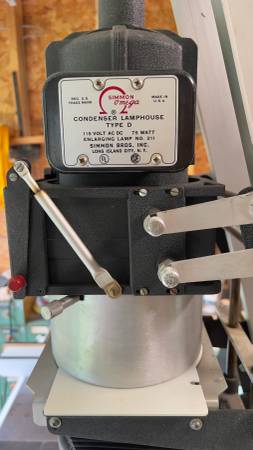 REG. U.S.
TRADE MARK
MADE IN
U.S.A.
SIMMON
Omega
CONDENSER LAMPHOUSE
TYPE D
115 VOLT AC DC 75 WATT
ENLARGING LAMP NO. 211
SIMMON BROS. INC.
LONG ISLAND CITY, N.Y.